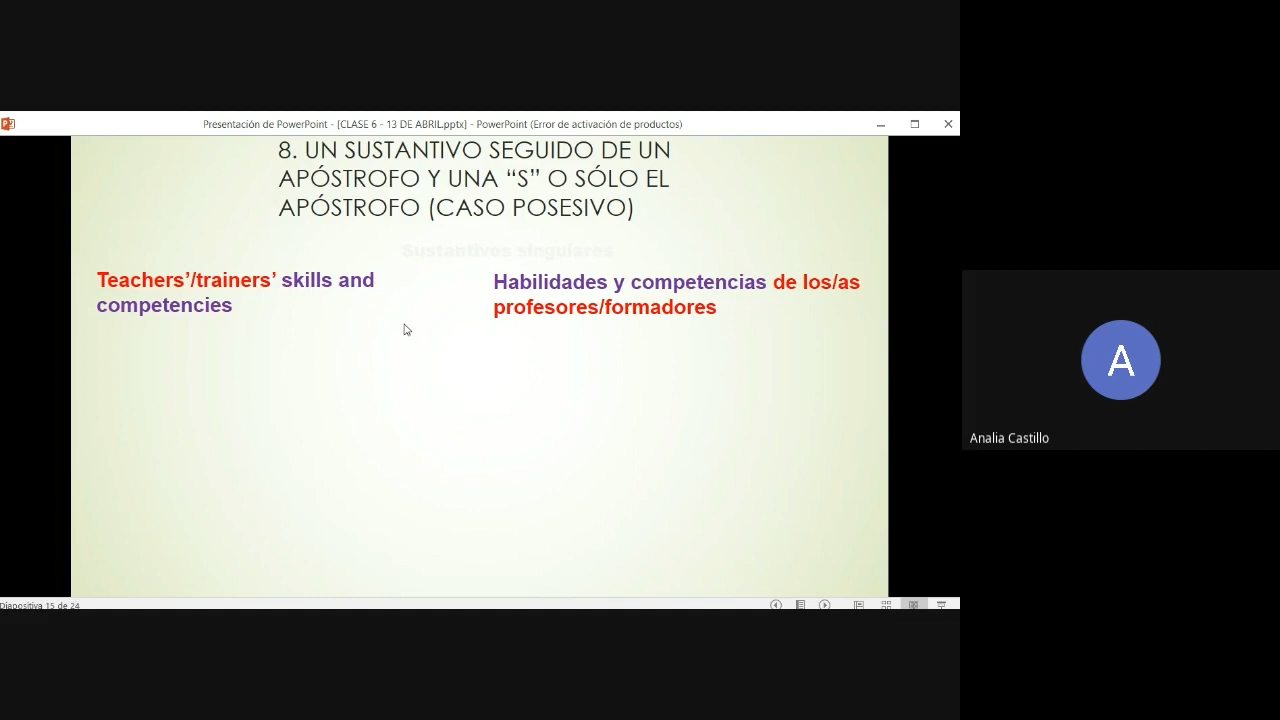 Presentación de PowerPoint - [CLASE 6 - 13 DE ABRIL.pptx] - PowerPoint (Error de activación de productos)
8. UN SUSTANTIVO SEGUIDO DE UN
APÓSTROFO Y UNA “S” O SÓLO EL
APÓSTROFO (CASO POSESIVO)
Sustantivos singulares
Teachers’/trainers’ skills and
competencies
Habilidades y competencias de los/as
profesores/formadores
A
Analia Castillo
Diapositiva 15 de 24